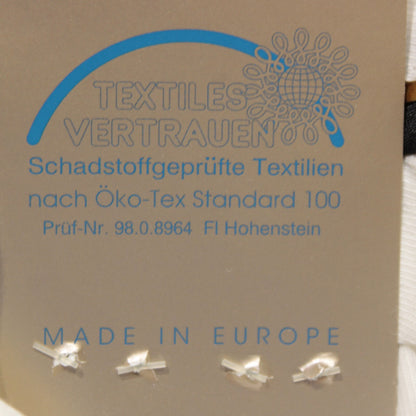 TEXTILES
VERTRAUEN
Schadstoffgeprüfte Textilien
nach Öko-Tex Standard 100
Prüf-Nr. 98.0.8964 FI Hohenstein
MADE IN EUROPE